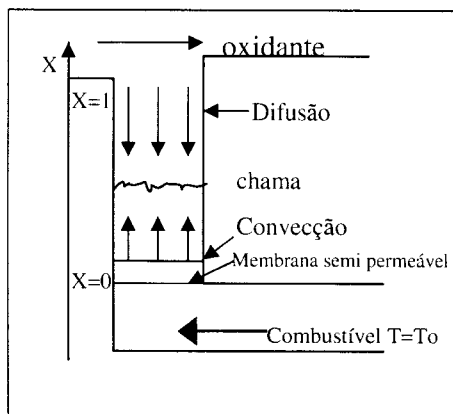 oxidante
X
X=1
Difusão
chama
Convecção
Membrana semi permeável
X=0
Combustível T=To